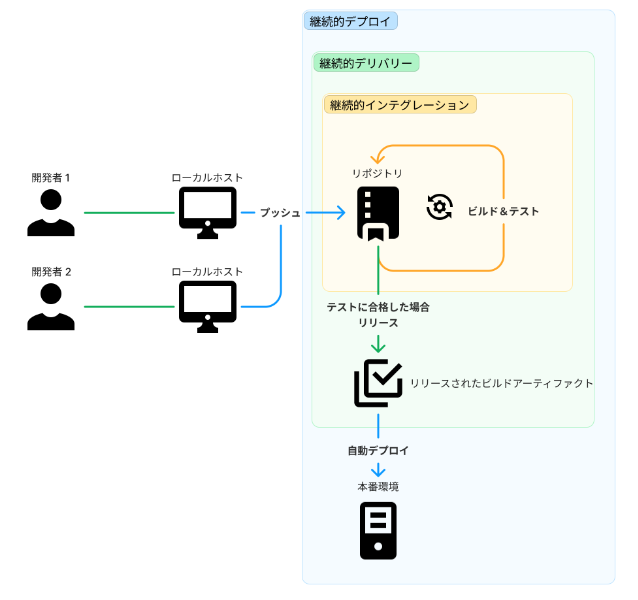 継続的デプロイ
継続的デリバリー
継続的インテグレーション
開発者 1
ローカルホスト
リポジトリ
プッシュ
ビルド＆テスト
開発者 2
ローカルホスト
テストに合格した場合
リリース
リリースされたビルドアーティファクト
自動デプロイ
本番環境